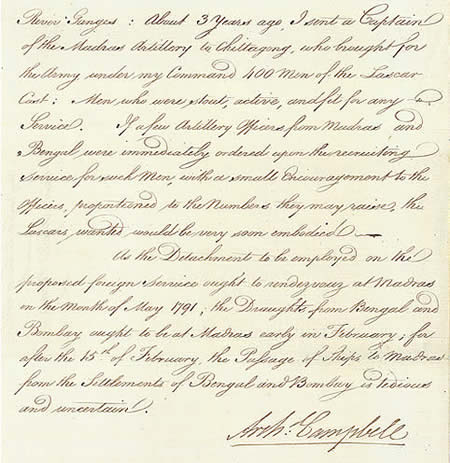 River Ganges: About 3 Years ago, I sent a Captain
of the Madras Artillery to Chittagong, who brought for
the Army under my Command 400 Men of the Lascar
Cast: Men who were stout, active, and fit for any
Service. If a few Artillery Officers from Madras and
Bengal were immediately ordered upon the recruiting
Service for such Men, with a small Encouragement to the
Officers, proportioned to the Numbers they may raise, the
Lascars, wanted would be very soon embodied —
As the Detachment to be employed on the
proposed foreign Service ought to rendezvouz at Madras
in the Month of May 1791; the Draughts from Bengal and
Bombay ought to be at Madras early in February; for
after the 15th of February, the Passage of Ships to Madras
from the Settlements of Bengal and Bombay is tedious
and uncertain.
Archd. Campbell